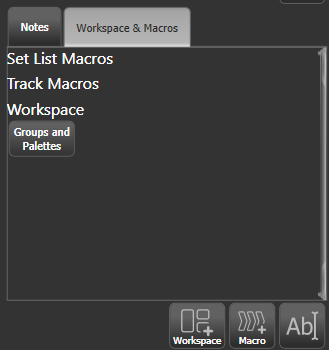 Notes
Workspace & Macros
Set List Macros
Track Macros
Workspace
Groups and
Palettes
Workspace
Macro
Ab